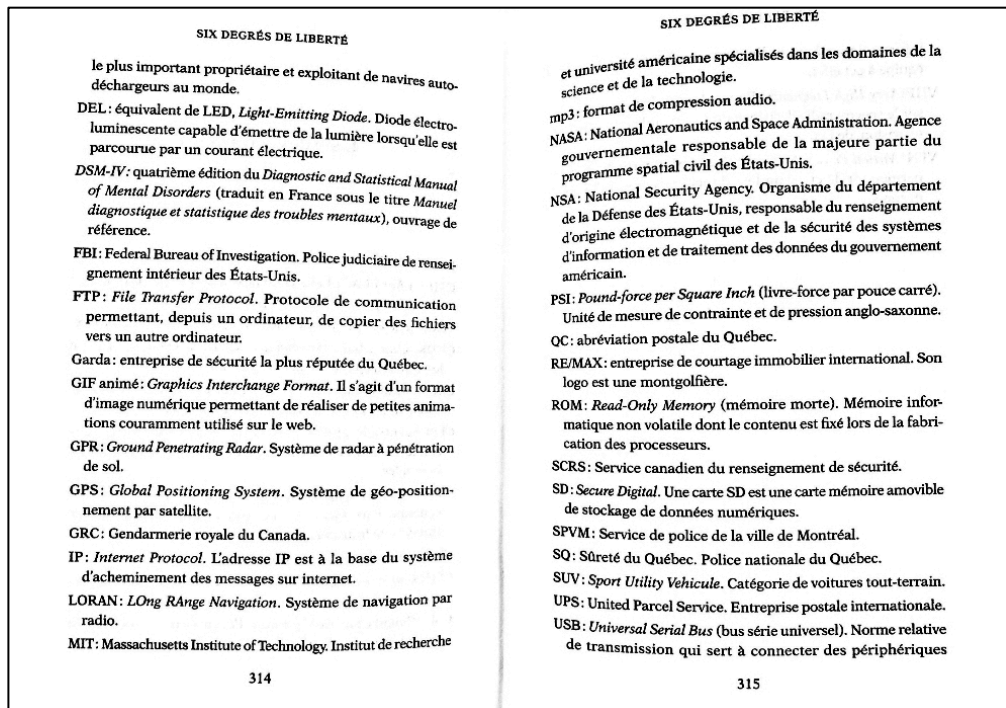 SIX DEGRÉS DE LIBERTÉ
le plus important propriétaire et exploitant de navires auto-
déchargeurs au monde.
DEL : équivalent de LED, Light-Emitting Diode. Diode électro-
luminescente capable d'émettre de la lumière lorsqu'elle est
parcourue par un courant électrique.
DSM-IV : quatrième édition du Diagnostic and Statistical Manual
of Mental Disorders (traduit en France sous le titre Manuel
diagnostique et statistique des troubles mentaux), ouvrage de
référence.
FBI : Federal Bureau of Investigation. Police judiciaire de rensei-
gnement intérieur des États-Unis.
FTP : File Transfer Protocol. Protocole de communication
permettant, depuis un ordinateur, de copier des fichiers
vers un autre ordinateur.
Garda : entreprise de sécurité la plus réputée du Québec.
GIF animé : Graphics Interchange Format. Il s'agit d'un format
d'image numérique permettant de réaliser de petites anima-
tions couramment utilisé sur le web.
GPR : Ground Penetrating Radar. Système de radar à pénétration
de sol.
GPS : Global Positioning System. Système de géo-position-
nement par satellite.
GRC : Gendarmerie royale du Canada.
IP : Internet Protocol. L'adresse IP est à la base du système
d'acheminement des messages sur internet.
LORAN : LOng RAnge Navigation. Système de navigation par
radio.
MIT : Massachusetts Institute of Technology. Institut de recherche
314
SIX DEGRÉS DE LIBERTÉ
et université américaine spécialisés dans les domaines de la
science et de la technologie.
mp3 : format de compression audio.
NASA : National Aeronautics and Space Administration. Agence
gouvernementale responsable de la majeure partie du
programme spatial civil des États-Unis.
NSA : National Security Agency. Organisme du département
de la Défense des États-Unis, responsable du renseignement
d'origine électromagnétique et de la sécurité des systèmes
d'information et de traitement des données du gouvernement
américain.
PSI : Pound-force per Square Inch (livre-force par pouce carré).
Unité de mesure de contrainte et de pression anglo-saxonne.
QC : abréviation postale du Québec.
RE/MAX : entreprise de courtage immobilier international. Son
logo est une montgolfière.
ROM : Read-Only Memory (mémoire morte). Mémoire infor-
matique non volatile dont le contenu est fixé lors de la fabri-
cation des processeurs.
SCRS : Service canadien du renseignement de sécurité.
SD : Secure Digital. Une carte SD est une carte mémoire amovible
de stockage de données numériques.
SPVM : Service de police de la ville de Montréal.
SQ : Sûreté du Québec. Police nationale du Québec.
SUV : Sport Utility Vehicule. Catégorie de voitures tout-terrain.
UPS : United Parcel Service. Entreprise postale internationale.
USB : Universal Serial Bus (bus série universel). Norme relative
de transmission qui sert à connecter des périphériques
315